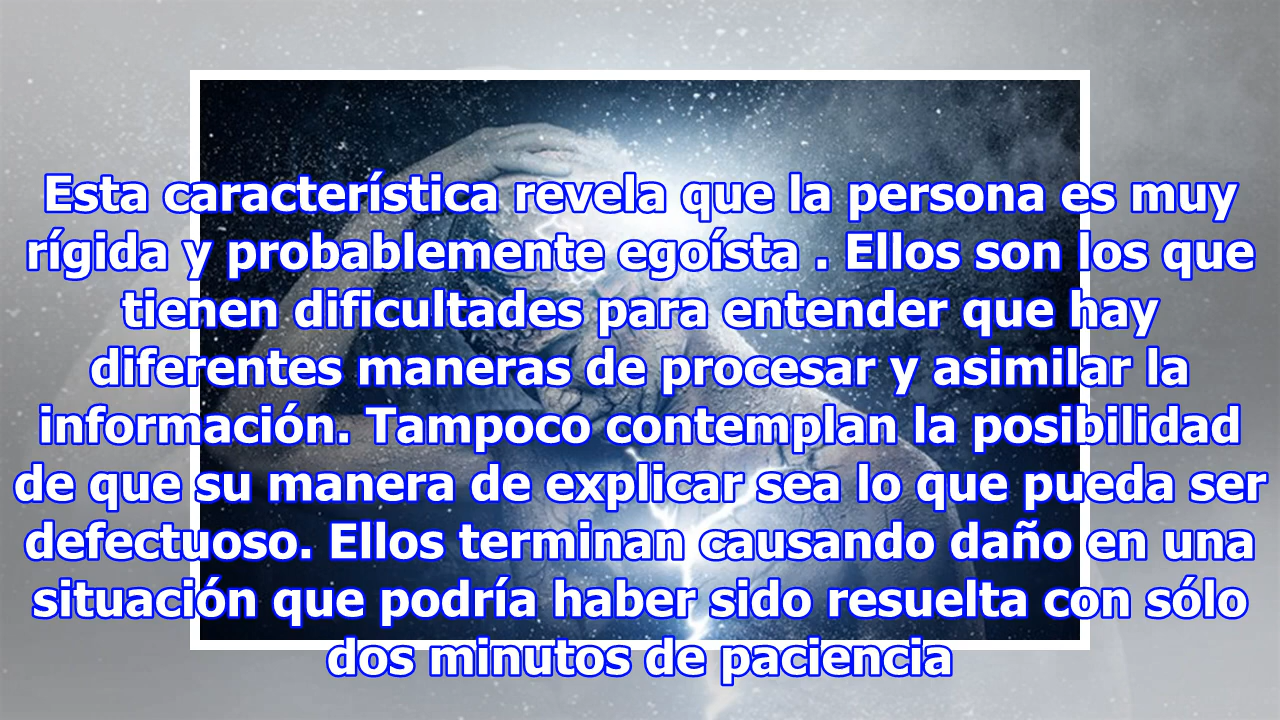 Esta característica revela que la persona es muy
rígida y probablemente egoísta . Ellos son los que
tienen dificultades para entender que hay
diferentes maneras de procesar y asimilar la
información. Tampoco contemplan la posibilidad
de que su manera de explicar sea lo que pueda ser
defectuoso. Ellos terminan causando daño en una
situación que podría haber sido resuelta con sólo
dos minutos de paciencia